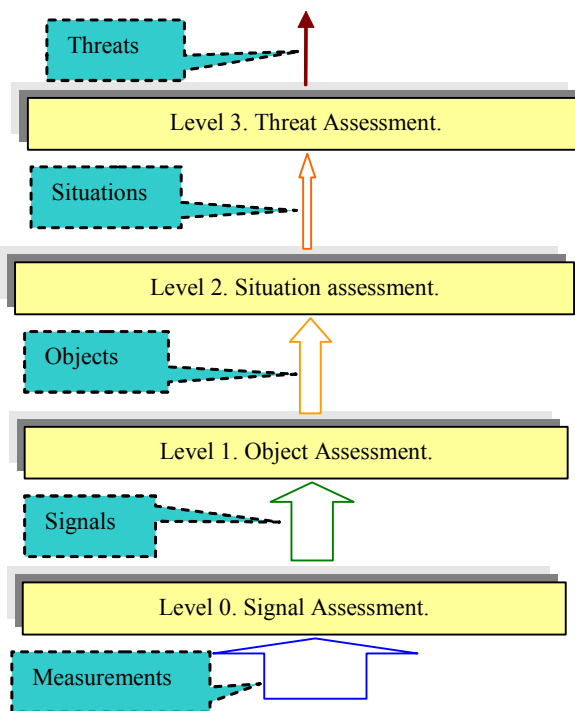 Threats
Level 3. Threat Assessment.
Situations
Level 2. Situation assessment.
Objects
Level 1. Object Assessment.
Signals
Level 0. Signal Assessment.
Measurements